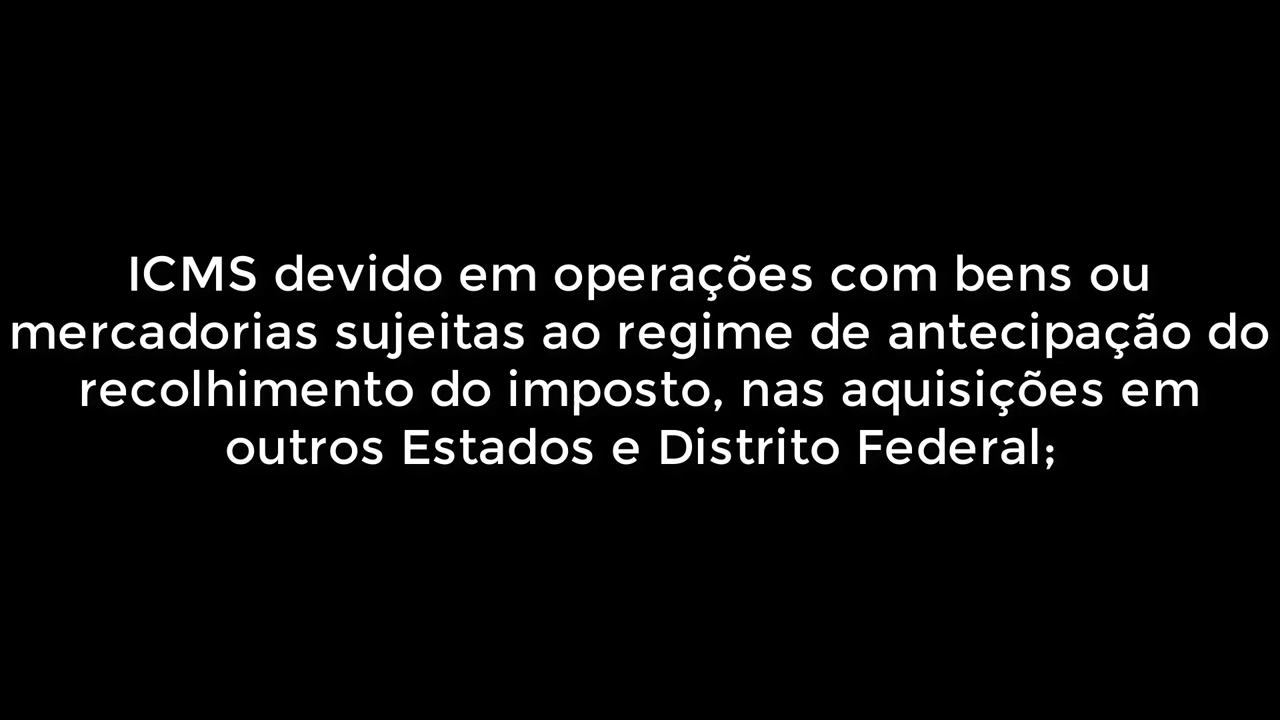 ICMS devido em operações com bens ou
mercadorias sujeitas ao regime de antecipação do
recolhimento do imposto, nas aquisições em
outros Estados e Distrito Federal;